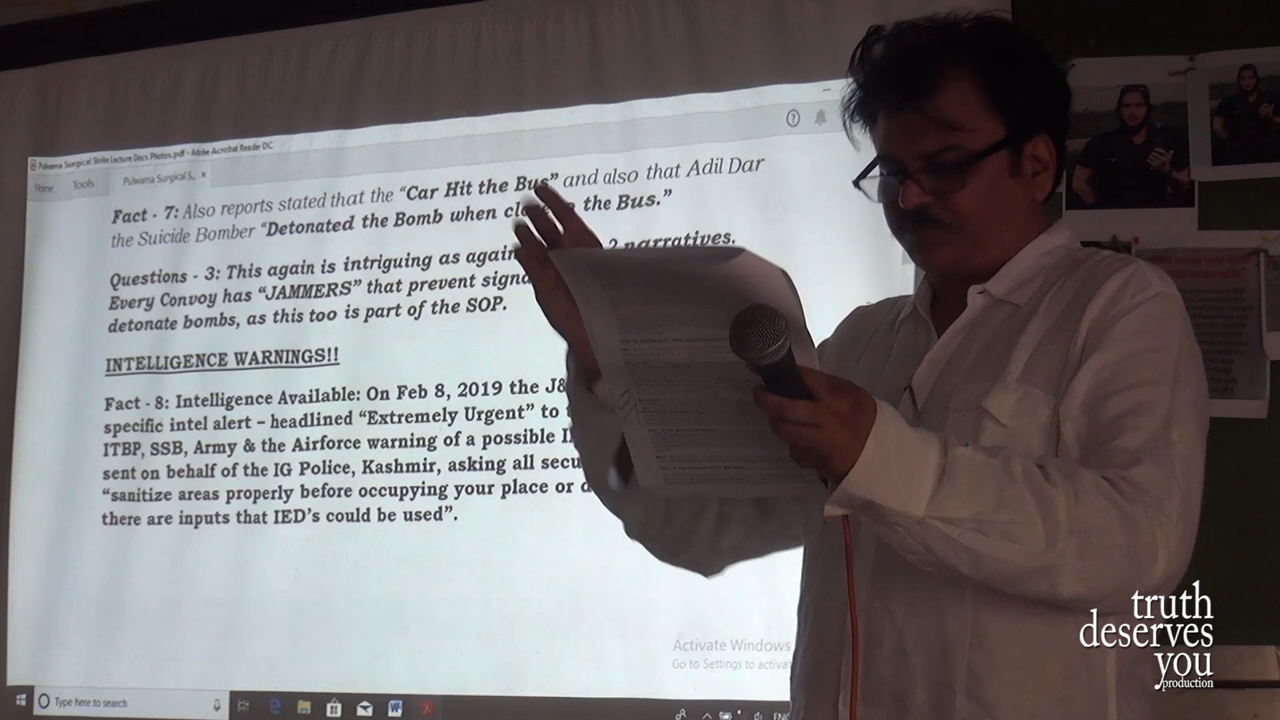 Pulwama Surgical Strike Lecture Docs Photos.pdf - Adobe Acrobat Reader DC
Home Tools Pulwama Surgical S... ×
Fact - 7: Also reports stated that the “Car Hit the Bus” and also that Adil Dar
the Suicide Bomber “Detonated the Bomb when the Bus.”
Questions - 3: This again is intriguing as again 2 narratives.
Every Convoy has “JAMMERS” that prevent
detonate bombs, as this too is part of the SOP.
INTELLIGENCE WARNINGS!!
Fact - 8: Intelligence Available: On Feb 8, 2019 the J&
specific intel alert – headlined “Extremely Urgent” to
ITBP, SSB, Army & the Airforce warning of a possible
sent on behalf of the IG Police, Kashmir, asking all
“sanitize areas properly before occupying your place or
there are inputs that IED's could be used”.
Activate Windows
Go to Settings to
Type here to search
ENG
truth
deserves
you
production